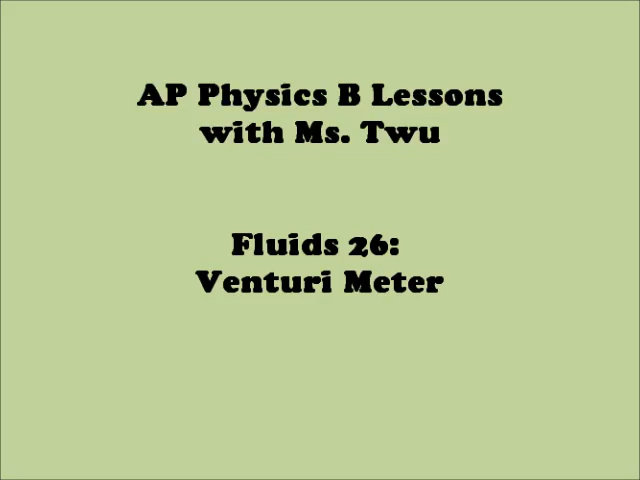 AP Physics B Lessons
with Ms. Twu
Fluids 26:
Venturi Meter